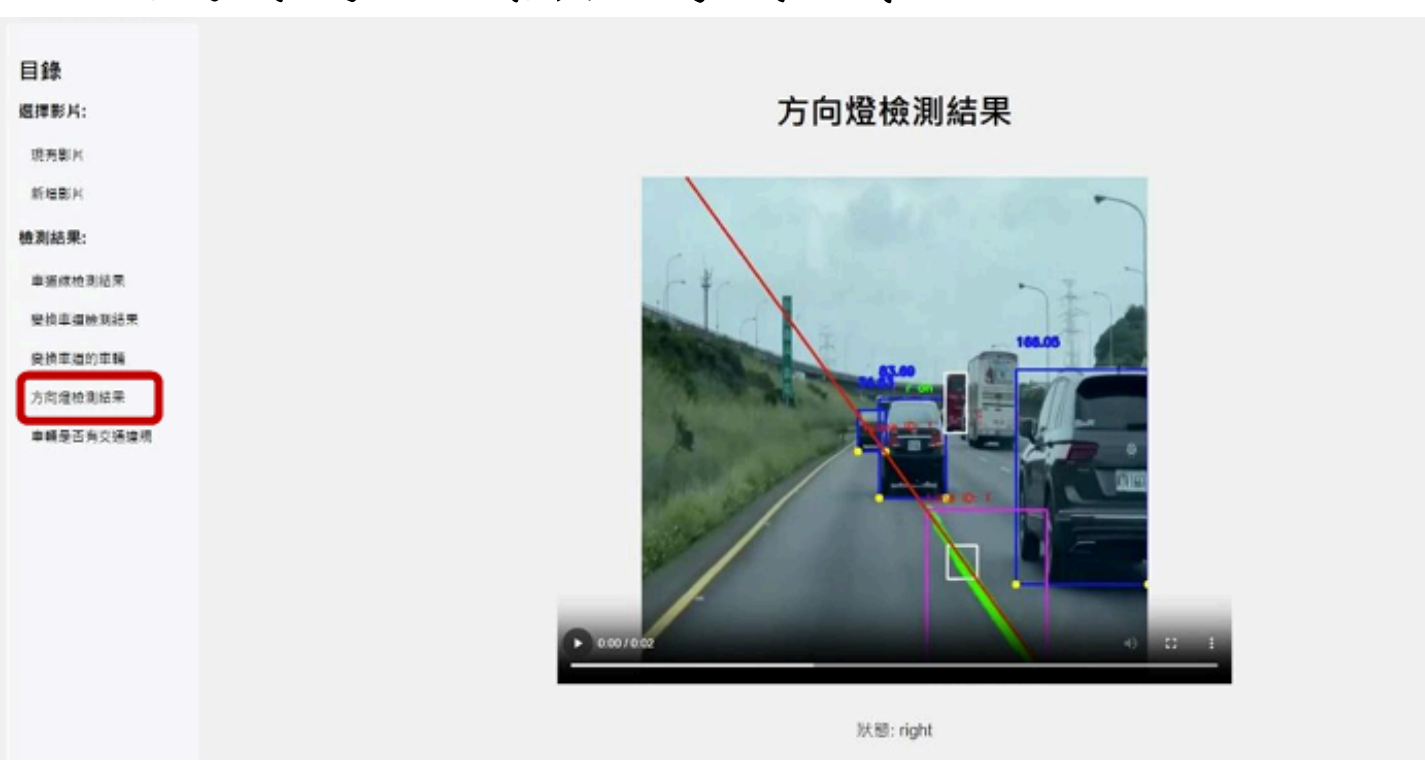 目錄
選擇影片:
現有影片
新增影片
檢測結果:
車道線檢測結果
變換車道檢測結果
變換車道的車輛
方向燈檢測結果
車輛是否有交通違規
方向燈檢測結果
168.05
83.69
0:00 / 0:02
狀態: right